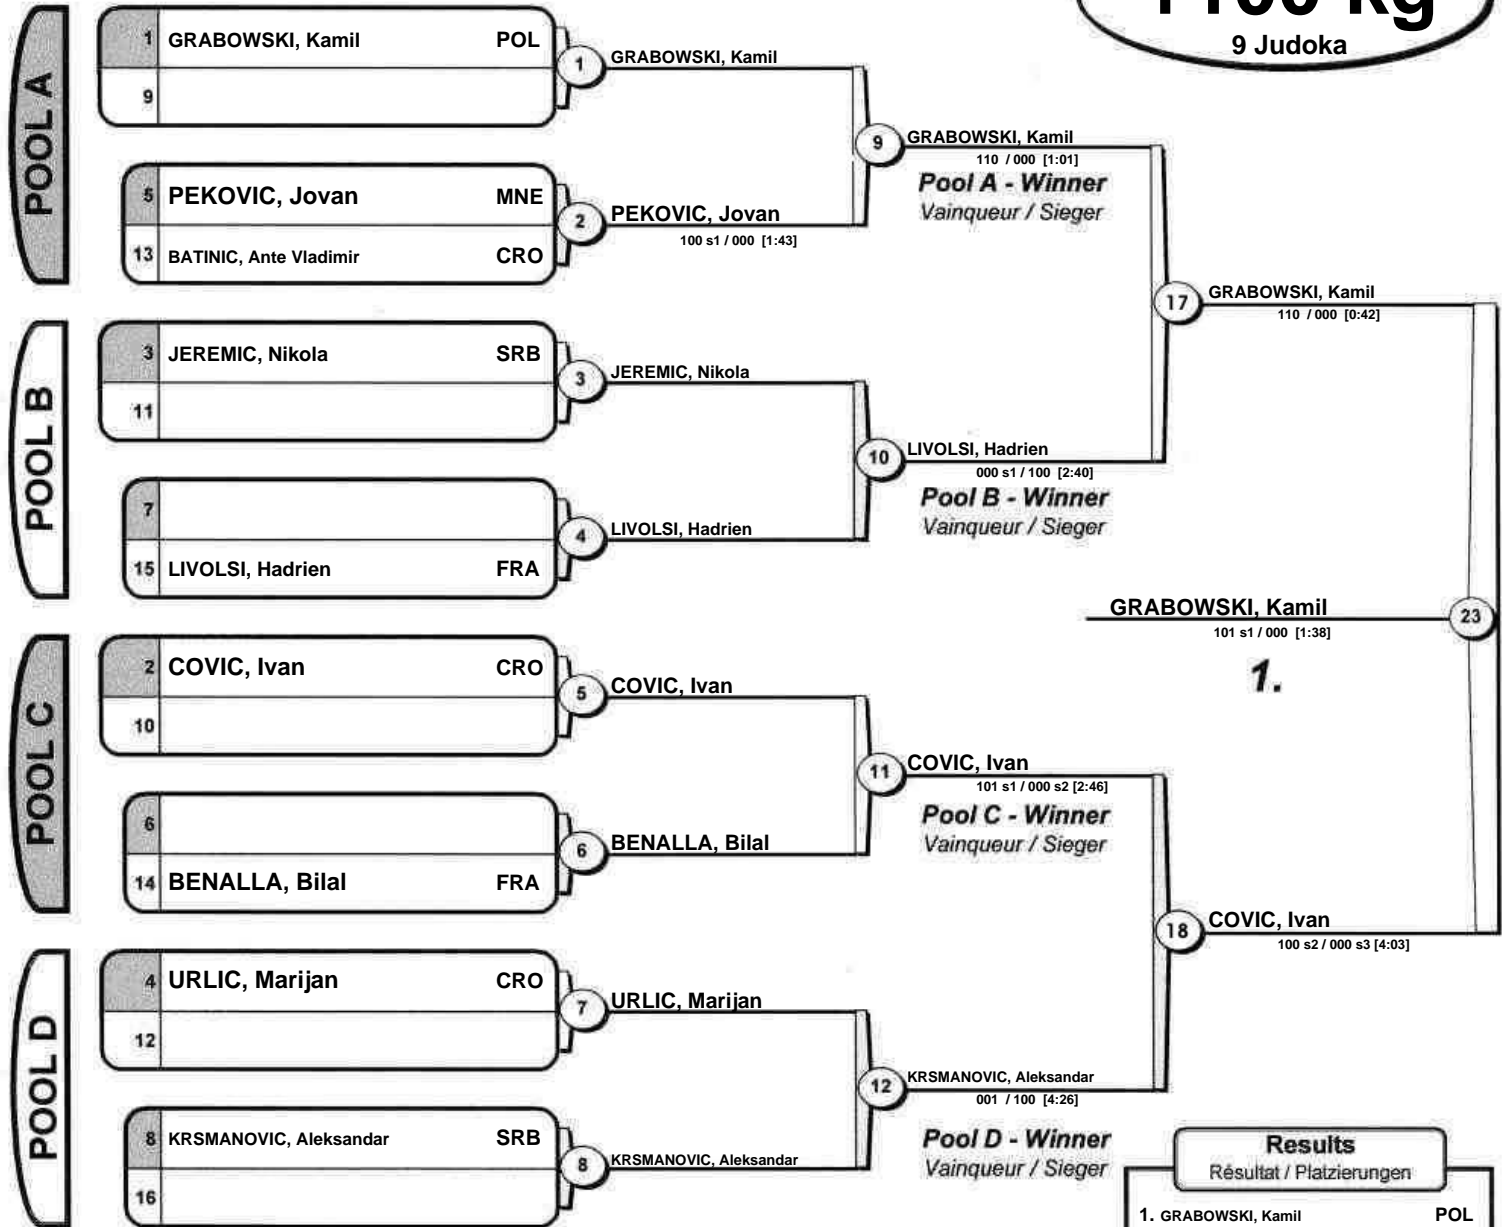 9 Judoka
POOL A
1 GRABOWSKI, Kamil POL
9
1
GRABOWSKI, Kamil
5 PEKOVIC, Jovan MNE
13 BATINIC, Ante Vladimir CRO
2
PEKOVIC, Jovan
100 s1 / 000 [1:43]
9
GRABOWSKI, Kamil
110 / 000 [1:01]
Pool A - Winner
Vainqueur / Sieger
POOL B
3 JEREMIC, Nikola SRB
11
3
JEREMIC, Nikola
7
15 LIVOLSI, Hadrien FRA
4
LIVOLSI, Hadrien
10
LIVOLSI, Hadrien
000 s1 / 100 [2:40]
Pool B - Winner
Vainqueur / Sieger
17
GRABOWSKI, Kamil
110 / 000 [0:42]
POOL C
2 COVIC, Ivan CRO
10
5
COVIC, Ivan
6
14 BENALLA, Bilal FRA
6
BENALLA, Bilal
11
COVIC, Ivan
101 s1 / 000 s2 [2:46]
Pool C - Winner
Vainqueur / Sieger
POOL D
4 URLIC, Marijan CRO
12
7
URLIC, Marijan
8 KRSMANOVIC, Aleksandar SRB
16
8
KRSMANOVIC, Aleksandar
12
KRSMANOVIC, Aleksandar
001 / 100 [4:26]
Pool D - Winner
Vainqueur / Sieger
18
COVIC, Ivan
100 s2 / 000 s3 [4:03]
23
GRABOWSKI, Kamil
101 s1 / 000 [1:38]
1.
Results
Résultat / Platzierungen
1. GRABOWSKI, Kamil POL